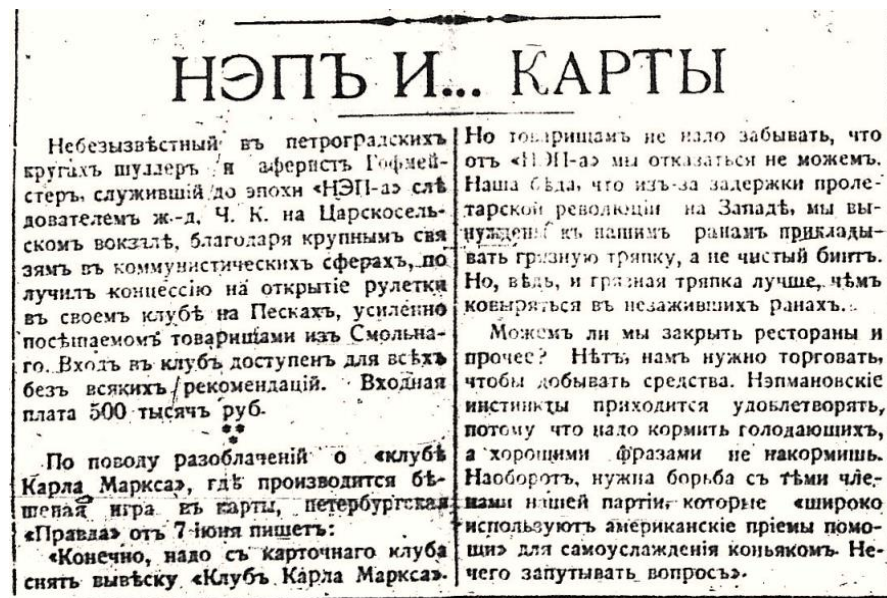 НЭПЪ И... КАРТЫ
Небезызвѣстный въ петроградскихъ
кругахъ шуллеръ и аферистъ Гофмей-
стеръ, служившій до эпохи «НЭП-а» слѣ
дователемъ ж.-д. Ч. К. на Царскосель-
скомъ вокзалѣ, благодаря крупнымъ свя
зямъ въ коммунистическихъ сферахъ, по
лучилъ концессію на открытіе рулетки
въ своемъ клубѣ на Пескахъ, усиленно
посѣщаемомъ товарищами изъ Смольна-
го. Входъ въ клубъ доступенъ для всѣхъ
безъ всякихъ рекомендацій. Входная
плата 500 тысячъ руб.
***
По поводу разоблаченій о «клубѣ
Карла Маркса», гдѣ производится бѣ-
шеная игра въ карты, петербургская
«Правда» отъ 7 іюня пишетъ:
«Конечно, надо съ карточнаго клуба
снять вывѣску «Клубъ Карла Маркса».
Но товарищамъ не надо забывать, что
отъ «НЭП-а» мы отказаться не можемъ.
Наша бѣда, что изъ-за задержки проле-
тарской революціи на Западѣ, мы вы-
нуждены къ нашимъ ранамъ приклады-
вать грязную тряпку, а не чистый бинтъ.
Но, вѣдь, и грязная тряпка лучше, чѣмъ
ковыряться въ незажившихъ ранахъ...
Можемъ ли мы закрыть рестораны и
прочее? Нѣтъ, намъ нужно торговать,
чтобы добывать средства. Нэпмановскіе
инстинкты приходится удовлетворять,
потому что надо кормить голодающихъ,
а хорошими фразами не накормишь.
Наоборотъ, нужна борьба съ тѣми чле-
нами нашей партіи, которые «широко
используютъ американскіе пріемы помо-
щи» для самоуслажденія коньякомъ. Не-
чего запутывать вопросъ».